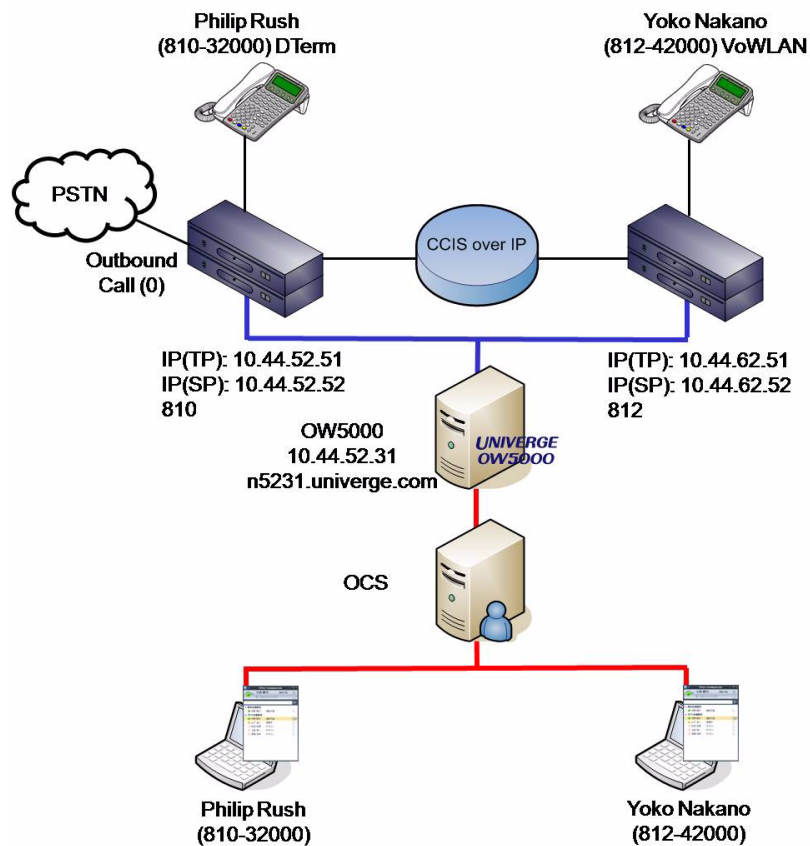 Philip Rush
(810-32000) DTerm
Yoko Nakano
(812-42000) VoWLAN
PSTN
Outbound
Call (0)
CCIS over IP
IP(TP): 10.44.52.51
IP(SP): 10.44.52.52
810
IP(TP): 10.44.62.51
IP(SP): 10.44.62.52
812
OW5000
10.44.52.31
n5231.univerge.com
UNIVERGE
OW5000
OCS
Philip Rush
(810-32000)
Yoko Nakano
(812-42000)